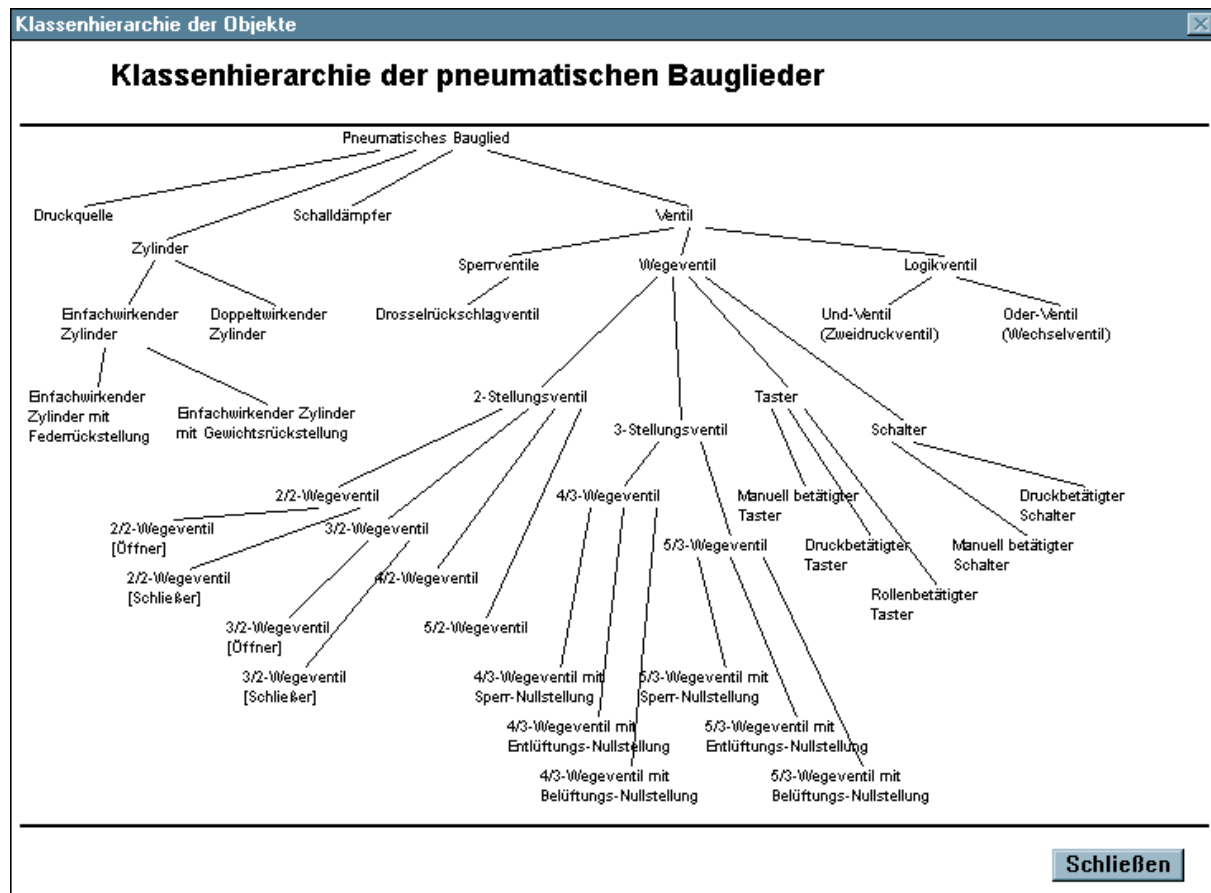 Klassenhierarchie der Objekte
Klassenhierarchie der pneumatischen Bauglieder
Pneumatisches Bauglied
Druckquelle
Schalldämpfer
Ventil
Zylinder
Sperrventile
Wegeventil
Logikventil
Einfachwirkender
Zylinder
Doppeltwirkender
Zylinder
Drosselrückschlagventil
Und-Ventil
(Zweidruckventil)
Oder-Ventil
(Wechselventil)
Einfachwirkender
Zylinder mit
Federrückstellung
Einfachwirkender Zylinder
mit Gewichtsrückstellung
2-Stellungsventil
Taster
3-Stellungsventil
Schalter
2/2-Wegeventil
4/3-Wegeventil
Manuell betätigter
Taster
Druckbetätigter
Schalter
2/2-Wegeventil
[Öffner]
3/2-Wegeventil
5/3-Wegeventil
Druckbetätigter
Taster
Manuell betätigter
Schalter
2/2-Wegeventil
[Schließer]
4/2-Wegeventil
Rollenbetätigter
Taster
3/2-Wegeventil
[Öffner]
5/2-Wegeventil
3/2-Wegeventil
[Schließer]
4/3-Wegeventil mit
Sperr-Nullstellung
5/3-Wegeventil mit
Sperr-Nullstellung
4/3-Wegeventil mit
Entlüftungs-Nullstellung
5/3-Wegeventil mit
Entlüftungs-Nullstellung
4/3-Wegeventil mit
Belüftungs-Nullstellung
5/3-Wegeventil mit
Belüftungs-Nullstellung
Schließen